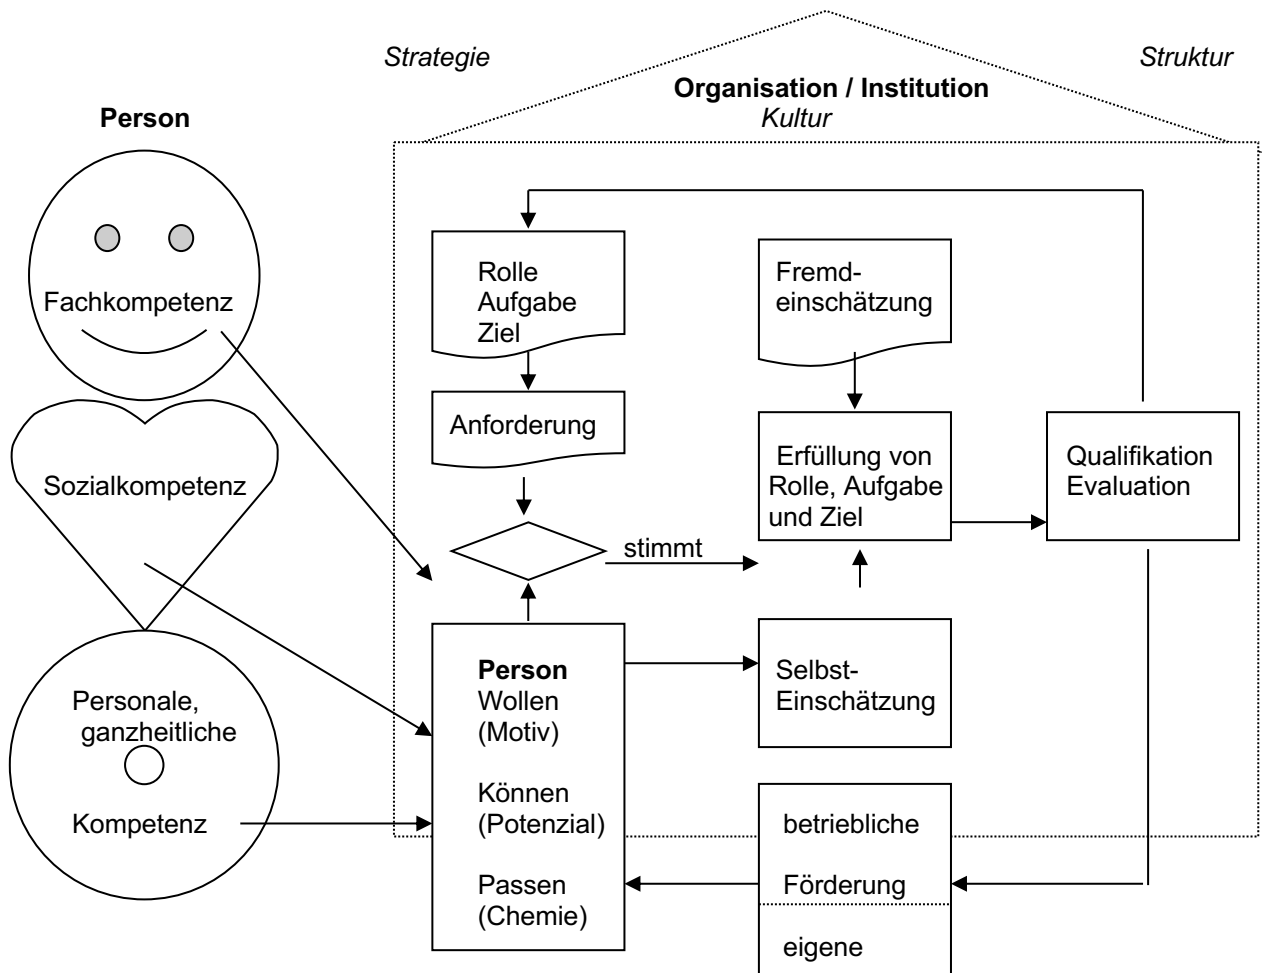 Strategie
Struktur
Organisation / Institution
Kultur
Person
Fachkompetenz
Sozialkompetenz
Personale,
ganzheitliche
Kompetenz
Rolle
Aufgabe
Ziel
Anforderung
stimmt
Person
Wollen
(Motiv)
Können
(Potenzial)
Passen
(Chemie)
Fremd-
einschätzung
Erfüllung von
Rolle, Aufgabe
und Ziel
Selbst-
Einschätzung
betriebliche
Förderung
eigene
Qualifikation
Evaluation